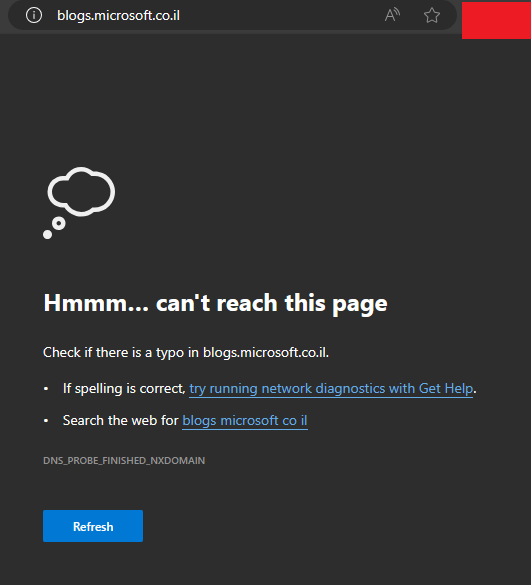 blogs.microsoft.co.il
Hmmm... can't reach this page
Check if there is a typo in blogs.microsoft.co.il.
• If spelling is correct, try running network diagnostics with Get Help.
• Search the web for blogs microsoft co il
DNS_PROBE_FINISHED_NXDOMAIN
Refresh